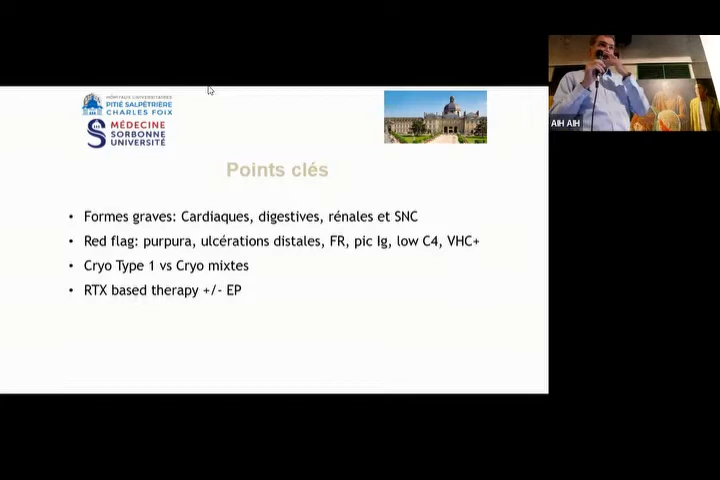 HÔPITAUX UNIVERSITAIRES
PITIÉ SALPÊTRIÈRE
CHARLES FOIX
MÉDECINE
SORBONNE
UNIVERSITÉ
AIH AIH
Points clés
• Formes graves: Cardiaques, digestives, rénales et SNC
• Red flag: purpura, ulcérations distales, FR, pic Ig, low C4, VHC+
• Cryo Type 1 vs Cryo mixtes
• RTX based therapy +/- EP